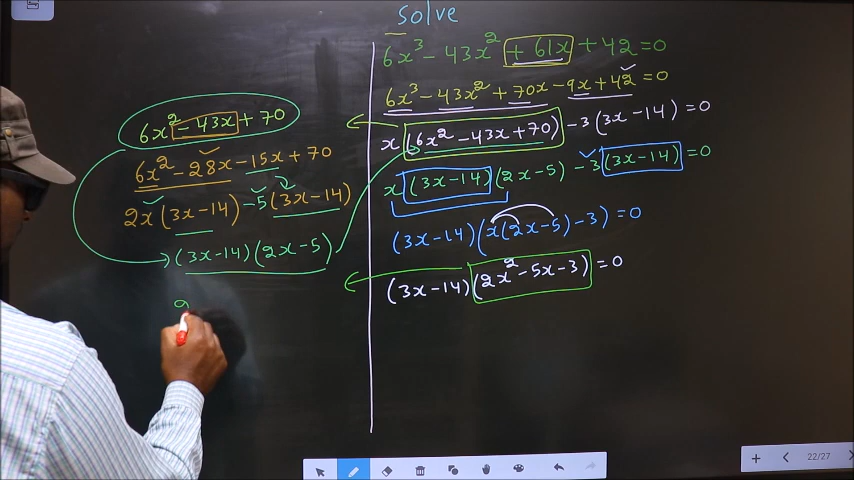 solve
6x³ - 43x² + 61x + 42 = 0
6x³ - 43x² + 70x - 9x + 42 = 0
x (6x² - 43x + 70) - 3 (3x - 14) = 0
x (3x - 14) (2x - 5) - 3 (3x - 14) = 0
(3x - 14) (x(2x - 5) - 3) = 0
(3x - 14) (2x² - 5x - 3) = 0
6x² - 43x + 70
6x² - 28x - 15x + 70
2x (3x - 14) - 5 (3x - 14)
(3x - 14) (2x - 5)
2
22/27